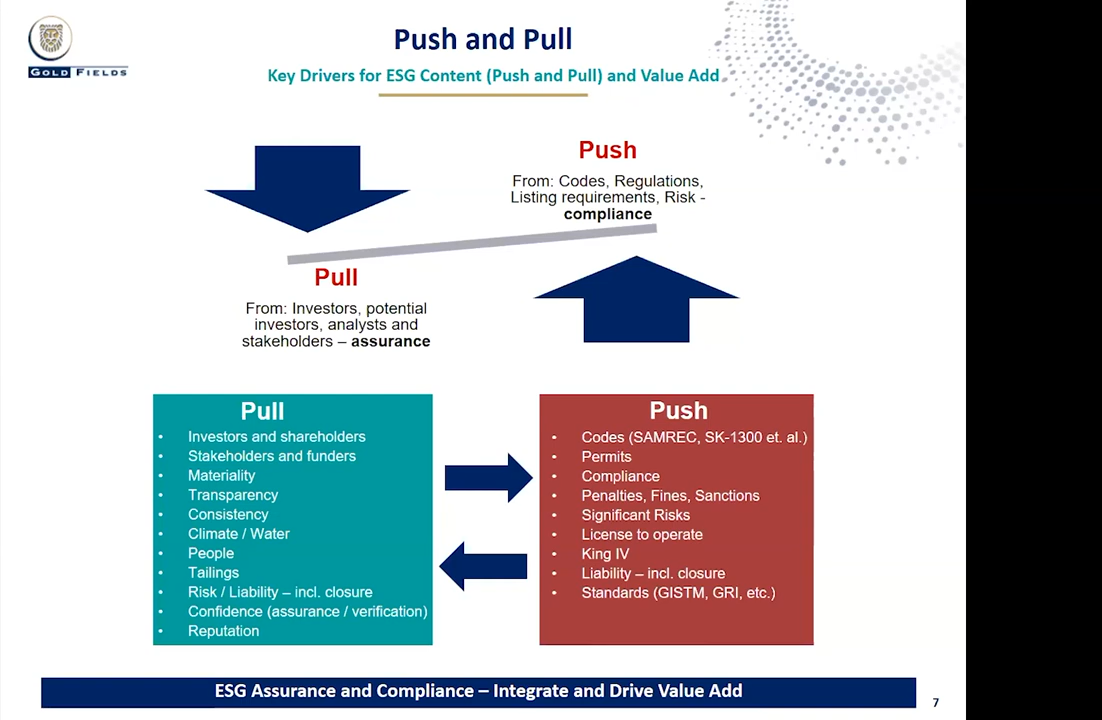 GOLD FIELDS
Push and Pull
Key Drivers for ESG Content (Push and Pull) and Value Add
Push
From: Codes, Regulations,
Listing requirements, Risk -
compliance
Pull
From: Investors, potential
investors, analysts and
stakeholders – assurance
Pull
• Investors and shareholders
• Stakeholders and funders
• Materiality
• Transparency
• Consistency
• Climate / Water
• People
• Tailings
• Risk / Liability – incl. closure
• Confidence (assurance / verification)
• Reputation
Push
• Codes (SAMREC, SK-1300 et. al.)
• Permits
• Compliance
• Penalties, Fines, Sanctions
• Significant Risks
• License to operate
• King IV
• Liability – incl. closure
• Standards (GISTM, GRI, etc.)
ESG Assurance and Compliance – Integrate and Drive Value Add
7